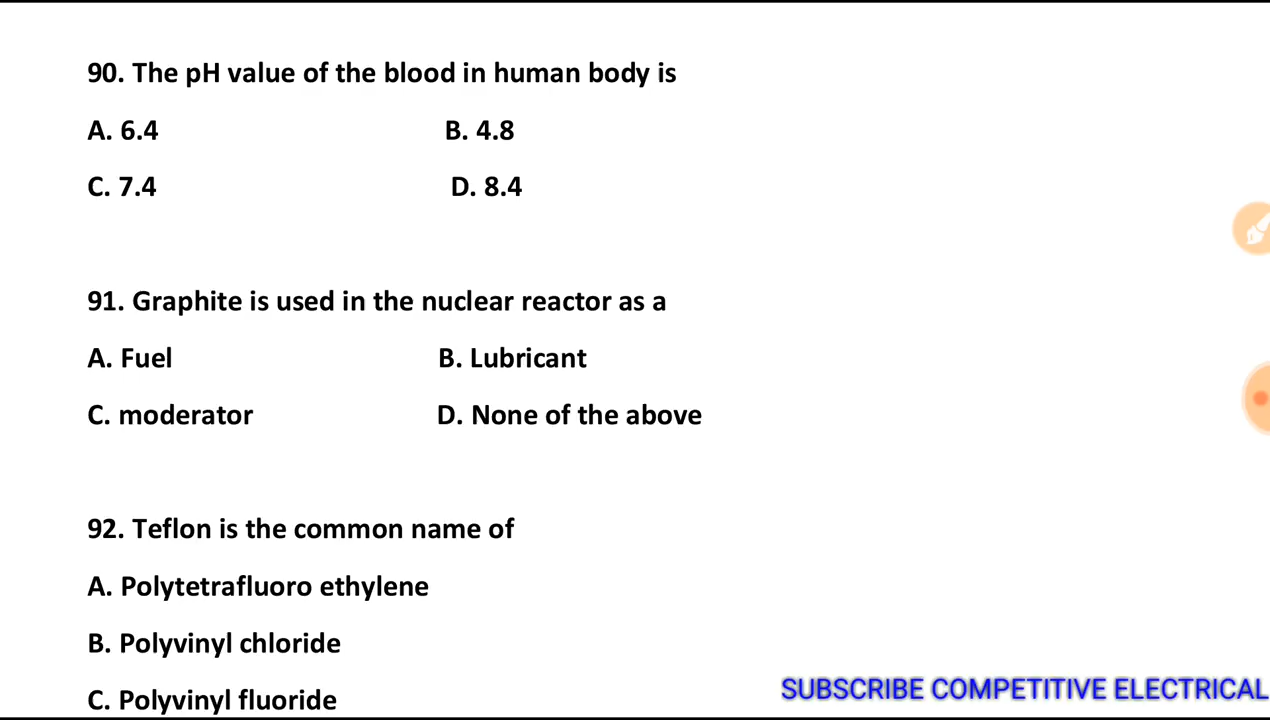 90. The pH value of the blood in human body is
A. 6.4 B. 4.8
C. 7.4 D. 8.4
91. Graphite is used in the nuclear reactor as a
A. Fuel B. Lubricant
C. moderator D. None of the above
92. Teflon is the common name of
A. Polytetrafluoro ethylene
B. Polyvinyl chloride
C. Polyvinyl fluoride
SUBSCRIBE COMPETITIVE ELECTRICAL